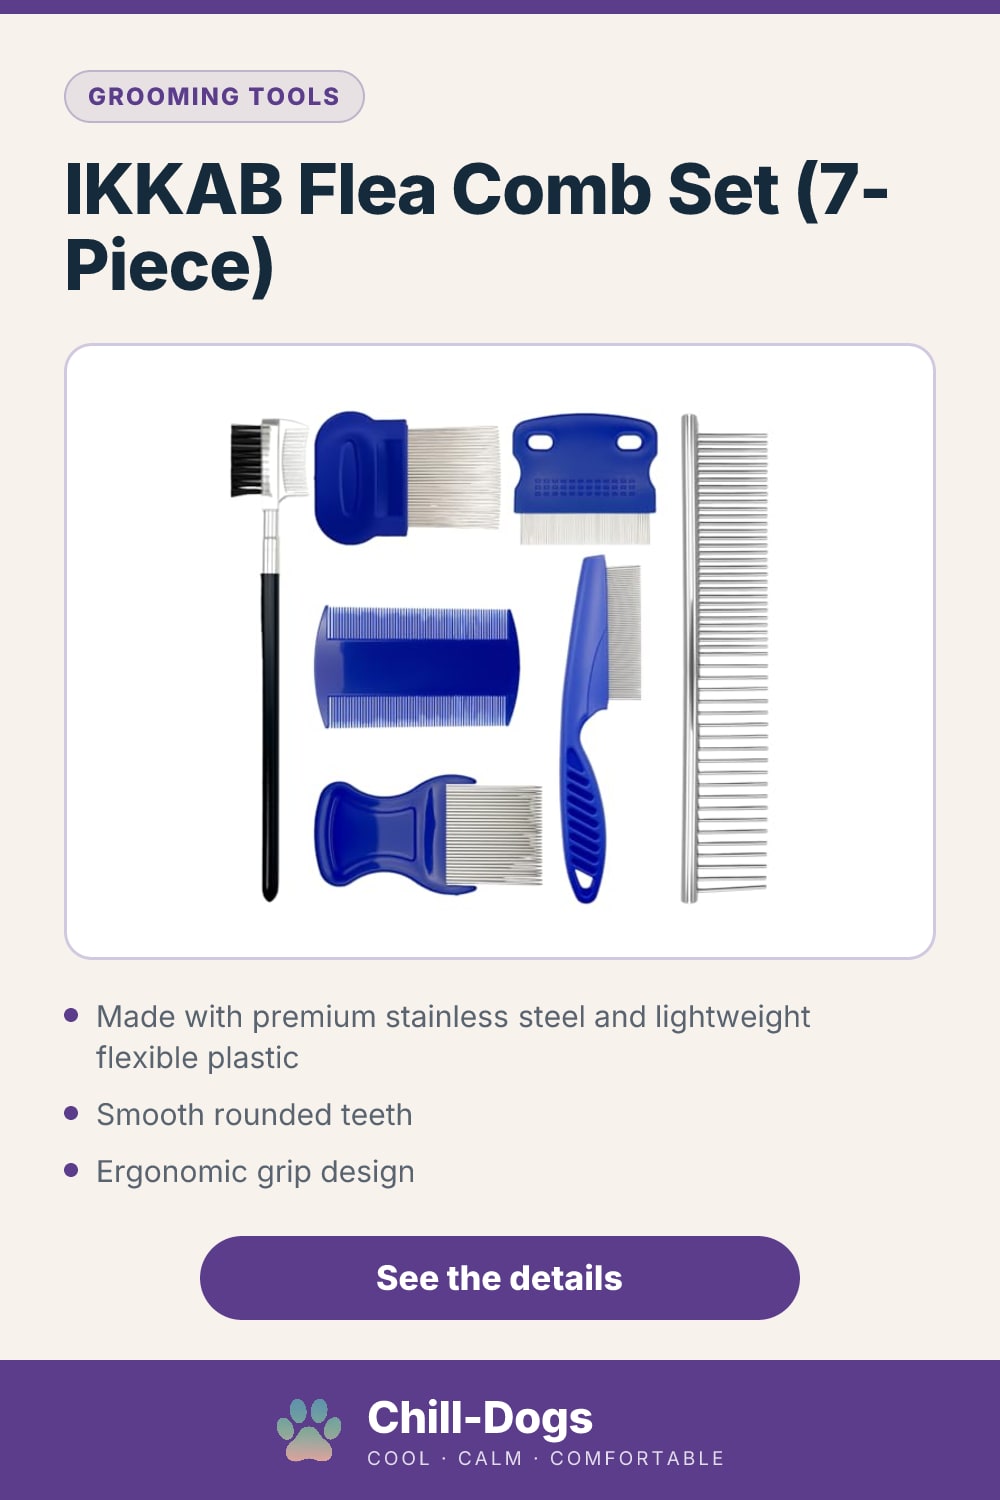 GROOMING TOOLS
IKKAB Flea Comb Set (7-
Piece)
Made with premium stainless steel and lightweight
flexible plastic
Smooth rounded teeth
Ergonomic grip design
See the details
Chill-Dogs
COOL · CALM · COMFORTABLE